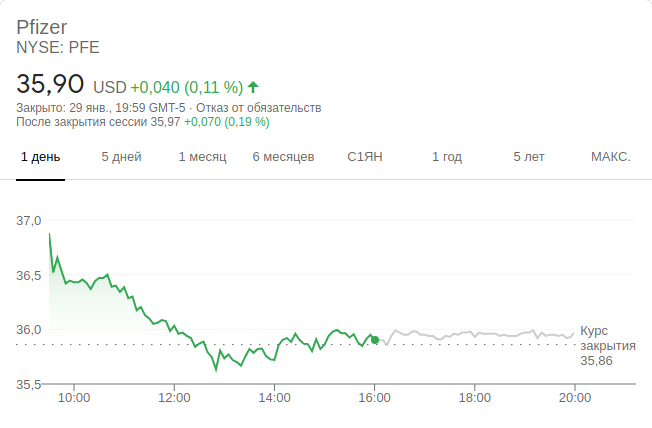 Pfizer
NYSE: PFE
35,90 USD +0,040 (0,11 %)
Закрыто: 29 янв., 19:59 GMT-5 · Отказ от обязательств
После закрытия сессии 35,97 +0,070 (0,19 %)
1 день 5 дней 1 месяц 6 месяцев С1ЯН 1 год 5 лет МАКС.
37,0
36,5
36,0
Курс
закрытия
35,86
35,5
10:00 12:00 14:00 16:00 18:00 20:00